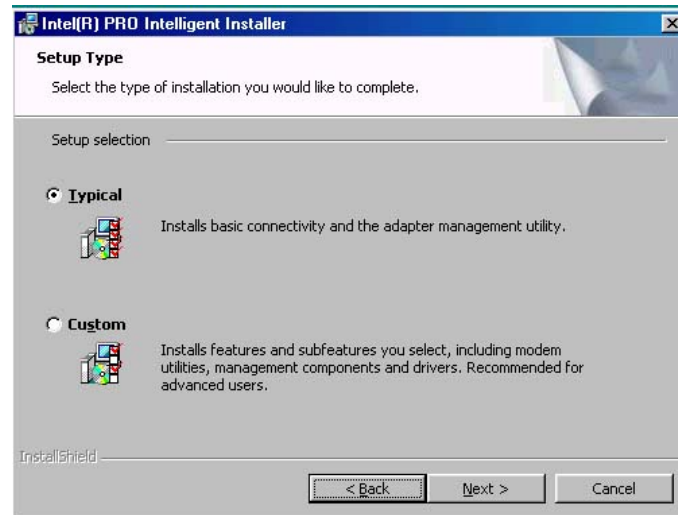 Intel(R) PRO Intelligent Installer
Setup Type
Select the type of installation you would like to complete.
Setup selection
Typical
Installs basic connectivity and the adapter management utility.
Custom
Installs features and subfeatures you select, including modem
utilities, management components and drivers. Recommended for
advanced users.
InstallShield
< Back
Next >
Cancel